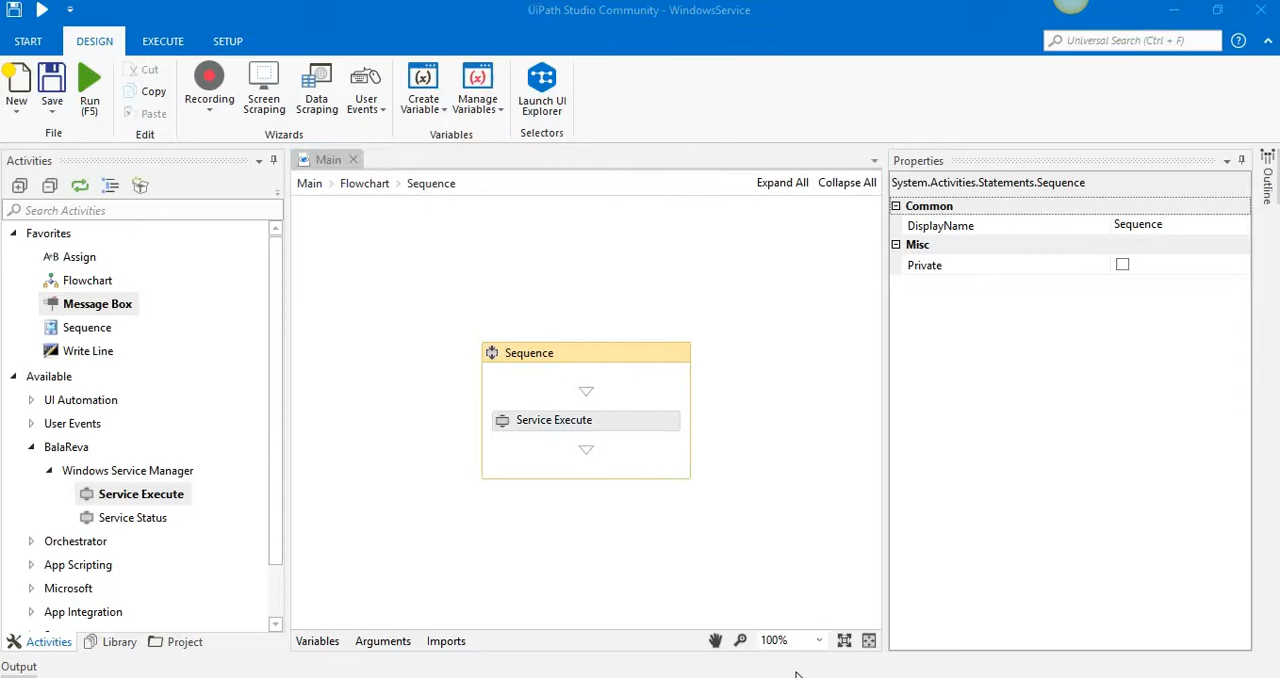 UiPath Studio Community - WindowsService
START DESIGN EXECUTE SETUP
Universal Search (Ctrl + F)
New Save Run (F5)
Cut
Copy
Paste
Recording Screen Scraping Data Scraping User Events
Create Variable Manage Variables
Launch UI Explorer
File Edit Wizards Variables Selectors
Activities
Main
Properties
Outline
Main > Flowchart > Sequence Expand All Collapse All
System.Activities.Statements.Sequence
Search Activities
Common
DisplayName Sequence
Misc
Private
Favorites
A*B Assign
Flowchart
Message Box
Sequence
Write Line
Available
UI Automation
User Events
BalaReva
Windows Service Manager
Service Execute
Service Status
Orchestrator
App Scripting
Microsoft
App Integration
Sequence
Service Execute
Variables Arguments Imports 100%
Activities Library Project
Output